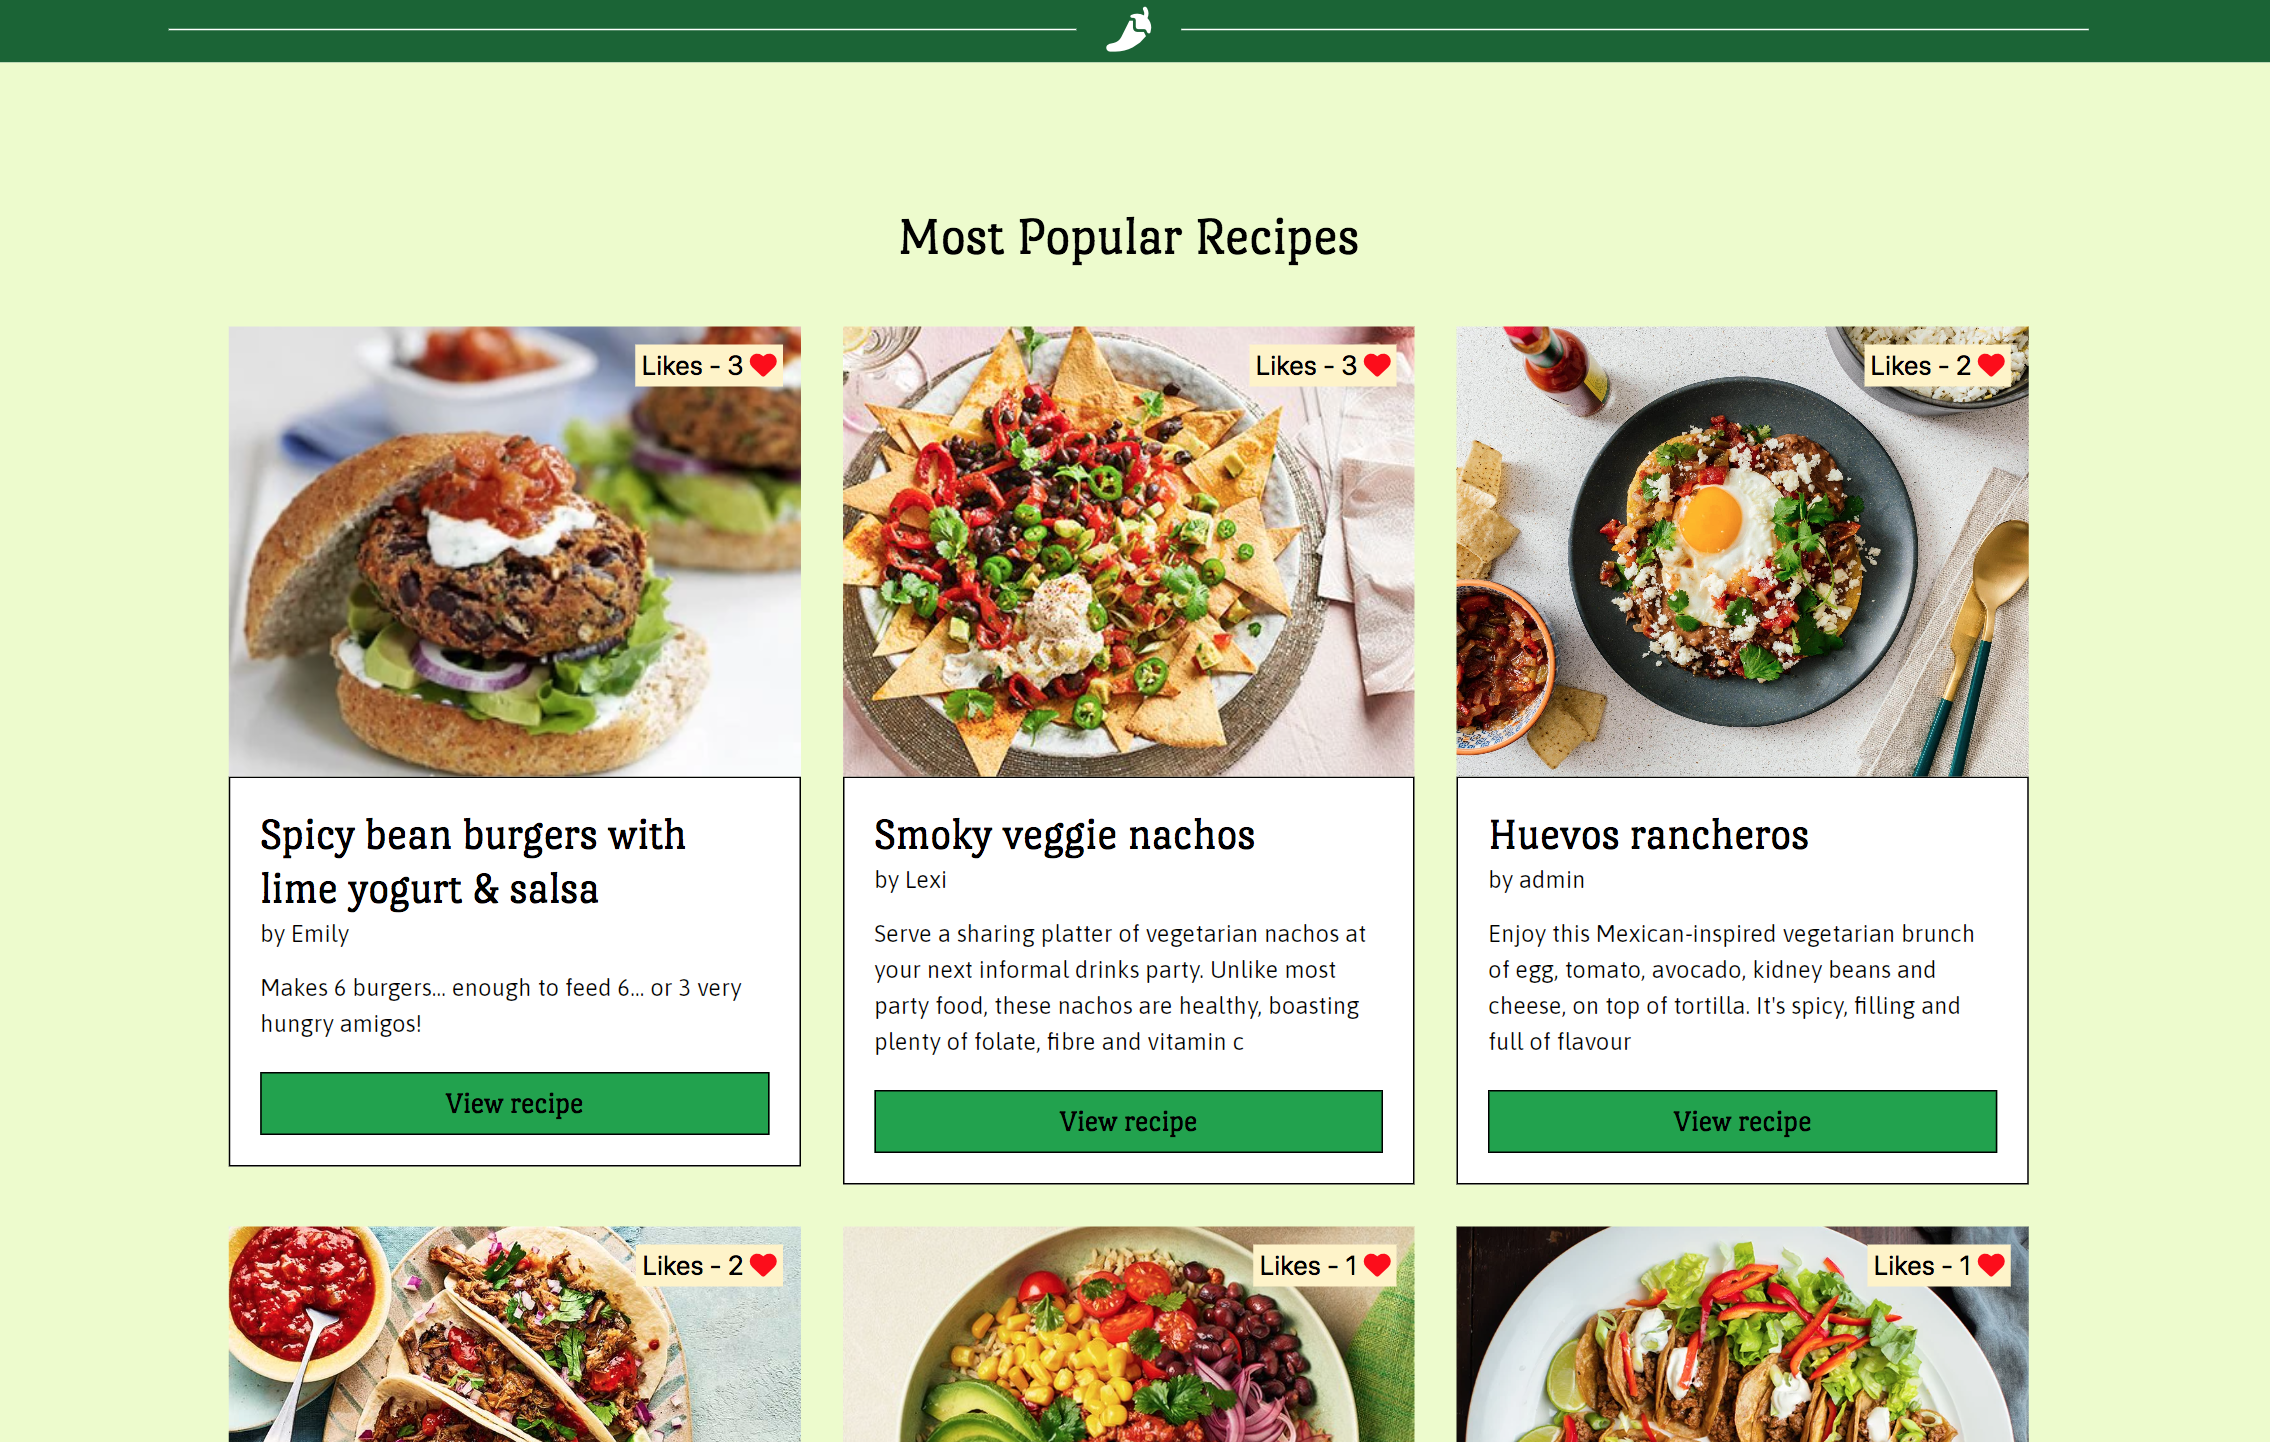 Most Popular Recipes
Likes - 3
Likes - 3
Likes - 2
Spicy bean burgers with
lime yogurt & salsa
by Emily
Makes 6 burgers... enough to feed 6... or 3 very
hungry amigos!
View recipe
Smoky veggie nachos
by Lexi
Serve a sharing platter of vegetarian nachos at
your next informal drinks party. Unlike most
party food, these nachos are healthy, boasting
plenty of folate, fibre and vitamin c
View recipe
Huevos rancheros
by admin
Enjoy this Mexican-inspired vegetarian brunch
of egg, tomato, avocado, kidney beans and
cheese, on top of tortilla. It's spicy, filling and
full of flavour
View recipe
Likes - 2
Likes - 1
Likes - 1